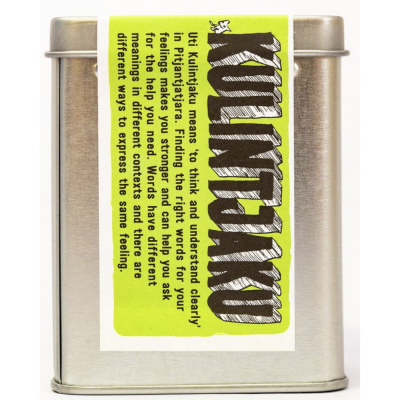 KULINTJAKU
Uti Kulintjaku means 'to think and understand clearly'
in Pitjantjatjara. Finding the right words for your
feelings makes you stronger and can help you ask
for the help you need. Words have different
meanings in different contexts and there are
different ways to express the same feeling.